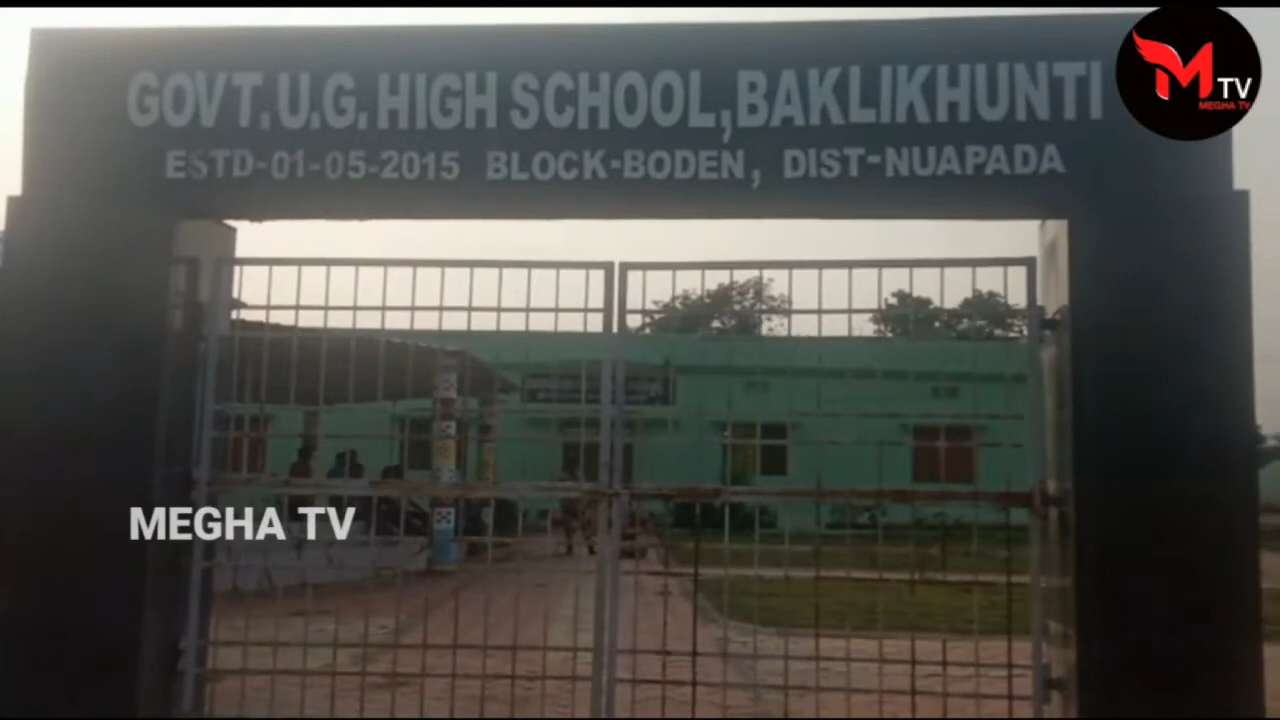 GOVT.U.G. HIGH SCHOOL, BAKLIKHUNTI
ESTD-01-05-2015 BLOCK-BODEN, DIST-NUAPADA
M TV
MEGHA TV
MEGHA TV